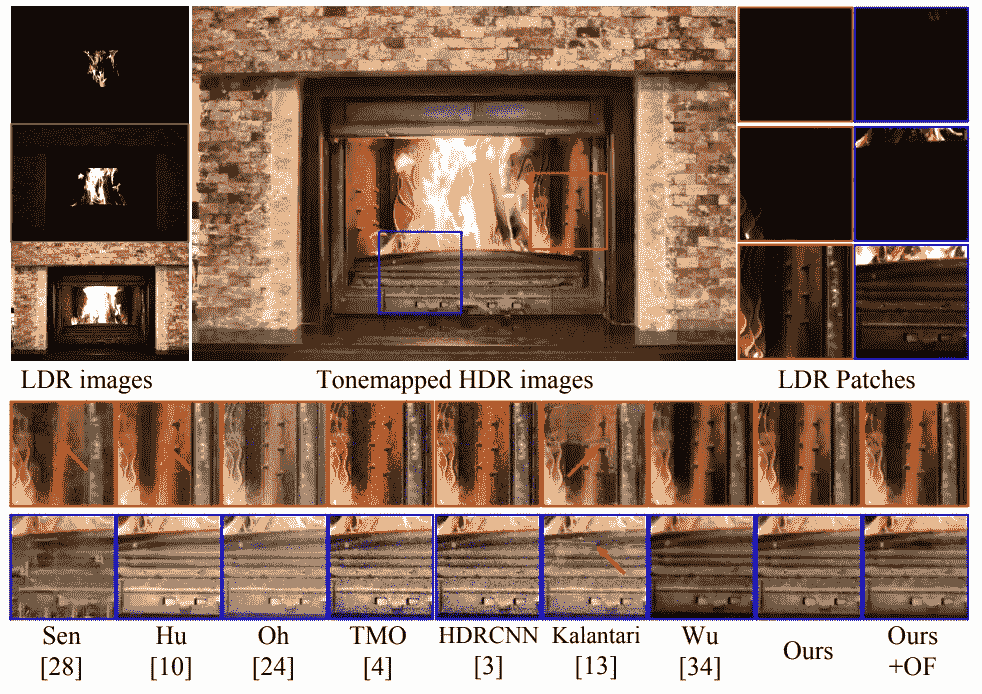 LDR images
Tonemapped HDR images
LDR Patches
Sen Hu Oh TMO HDRCNN Kalantari Wu Ours Ours
[28] [10] [24] [4] [3] [13] [34] +OF